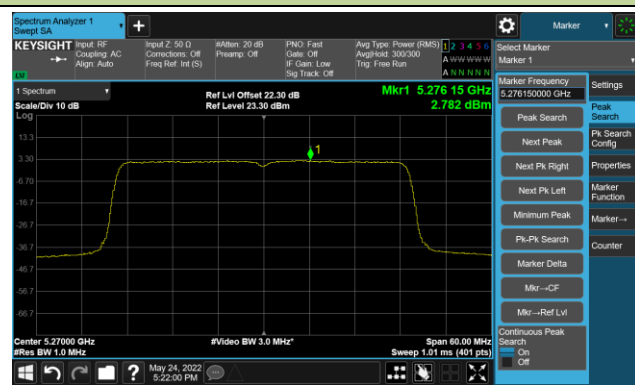 Spectrum Analyzer 1
Swept SA
+
Marker
KEYSIGHT
Input: RF
Coupling: AC
Align: Auto
Input Z: 50 Ω
Corrections: Off
Freq Ref: Int (S)
#Atten: 20 dB
Preamp: Off
PNO: Fast
Gate: Off
IF Gain: Low
Sig Track: Off
Avg Type: Power (RMS)
Avg|Hold: 300/300
Trig: Free Run
1 2 3 4 5 6
A W W W W W
A N N N N N
LW
Select Marker
Marker 1
1 Spectrum
Scale/Div 10 dB
Log
Ref Lvl Offset 22.30 dB
Ref Level 23.30 dBm
Mkr1 5.276 15 GHz
2.782 dBm
13.3
3.30
-6.70
-16.7
-26.7
-36.7
-46.7
-56.7
-66.7
1
Center 5.27000 GHz
#Res BW 1.0 MHz
#Video BW 3.0 MHz*
Span 60.00 MHz
Sweep 1.01 ms (401 pts)
Marker Frequency
5.276150000 GHz
Peak Search
Next Peak
Next Pk Right
Next Pk Left
Minimum Peak
Pk-Pk Search
Marker Delta
Mkr→CF
Mkr→Ref Lvl
Continuous Peak
Search
On
Off
Settings
Peak
Search
Pk Search
Config
Properties
Marker
Function
Marker→
Counter
?
May 24, 2022
5:22:00 PM